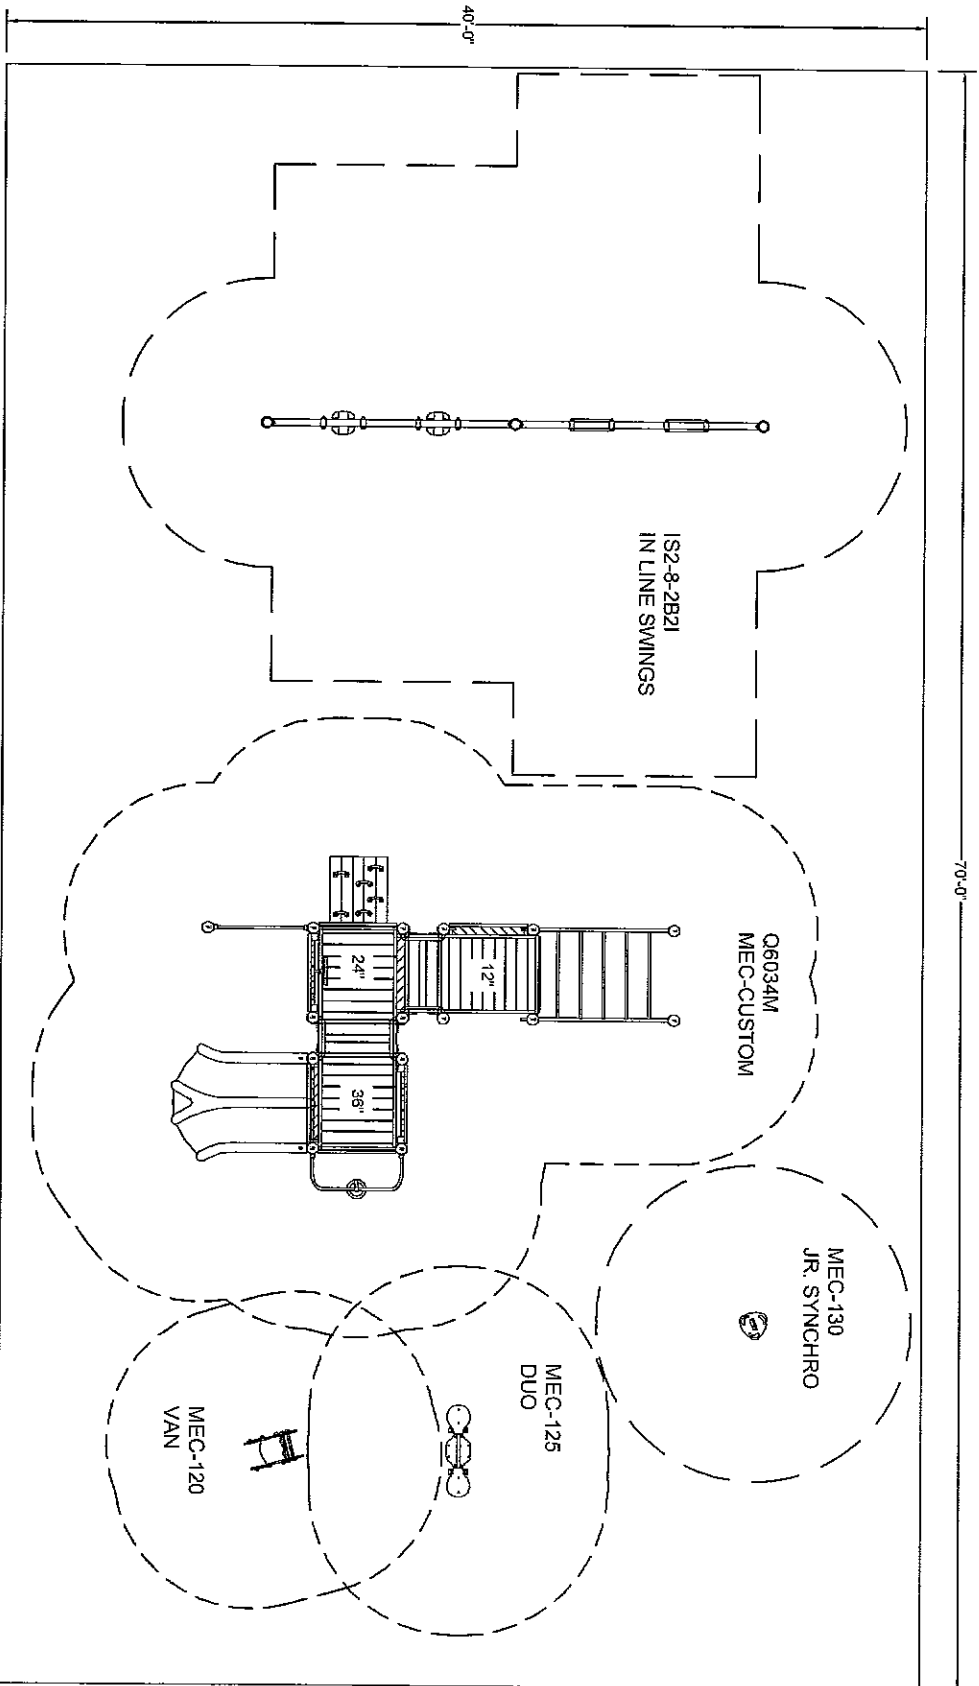 40'-0"
70'-0"
IS2-8-2B2I
IN LINE SWINGS
Q6034M
MEC-CUSTOM
12"
24"
36"
MEC-130
JR. SYNCHRO
MEC-125
DUO
MEC-120
VAN